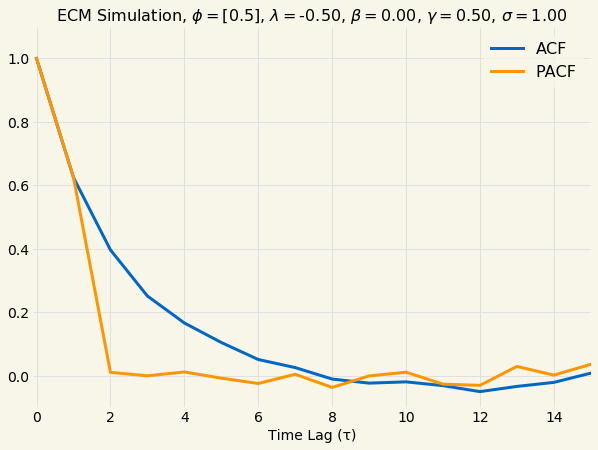 ECM Simulation, ϕ = [0.5], λ = -0.50, β = 0.00, γ = 0.50, σ = 1.00
ACF
PACF
1.0
0.8
0.6
0.4
0.2
0.0
0 2 4 6 8 10 12 14
Time Lag (τ)